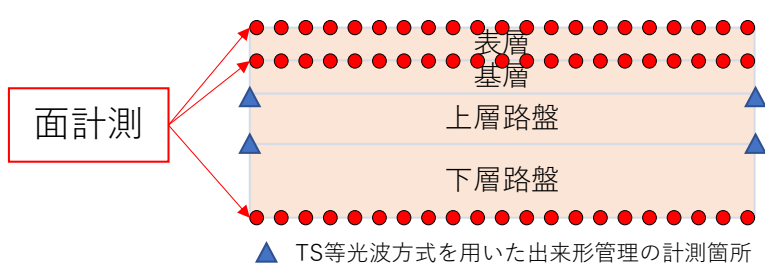 表層
基層
面計測
上層路盤
下層路盤
TS等光波方式を用いた出来形管理の計測箇所